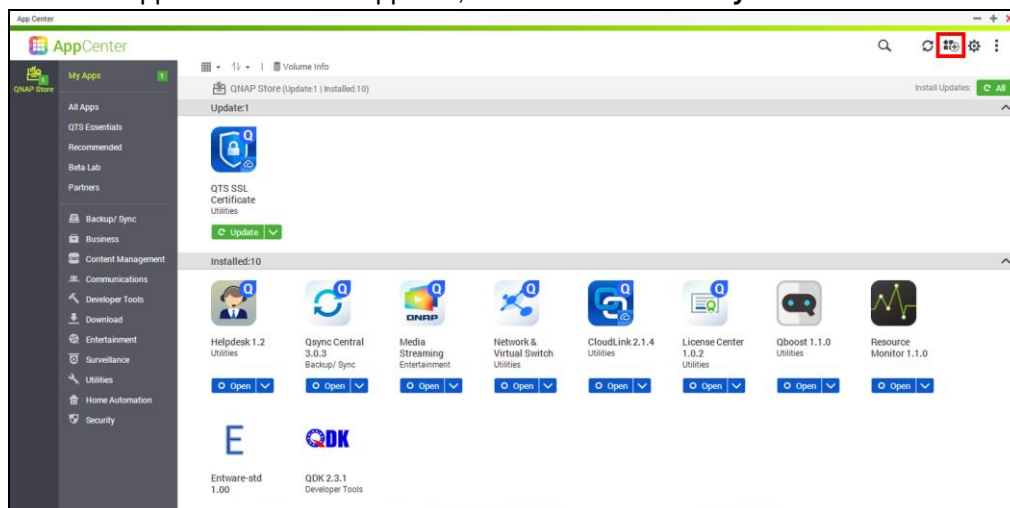 App Center
AppCenter
QNAP Store
1
My Apps 1
All Apps
QTS Essentials
Recommended
Beta Lab
Partners
Backup/ Sync
Business
Content Management
Communications
Developer Tools
Download
Entertainment
Surveillance
Utilities
Home Automation
Security
Volume Info
QNAP Store (Update:1 | Installed:10)
Install Updates: All
Update:1
QTS SSL
Certificate
Utilities
Update
Installed:10
Helpdesk 1.2
Utilities
Open
Qsync Central
3.0.3
Backup/ Sync
Open
QNAP
Media
Streaming
Entertainment
Open
Network &
Virtual Switch
Utilities
Open
CloudLink 2.1.4
Utilities
Open
License Center
1.0.2
Utilities
Open
Qboost 1.1.0
Utilities
Open
Resource
Monitor 1.1.0
Open
E
Entware-std
1.00
QDK
QDK 2.3.1
Developer Tools